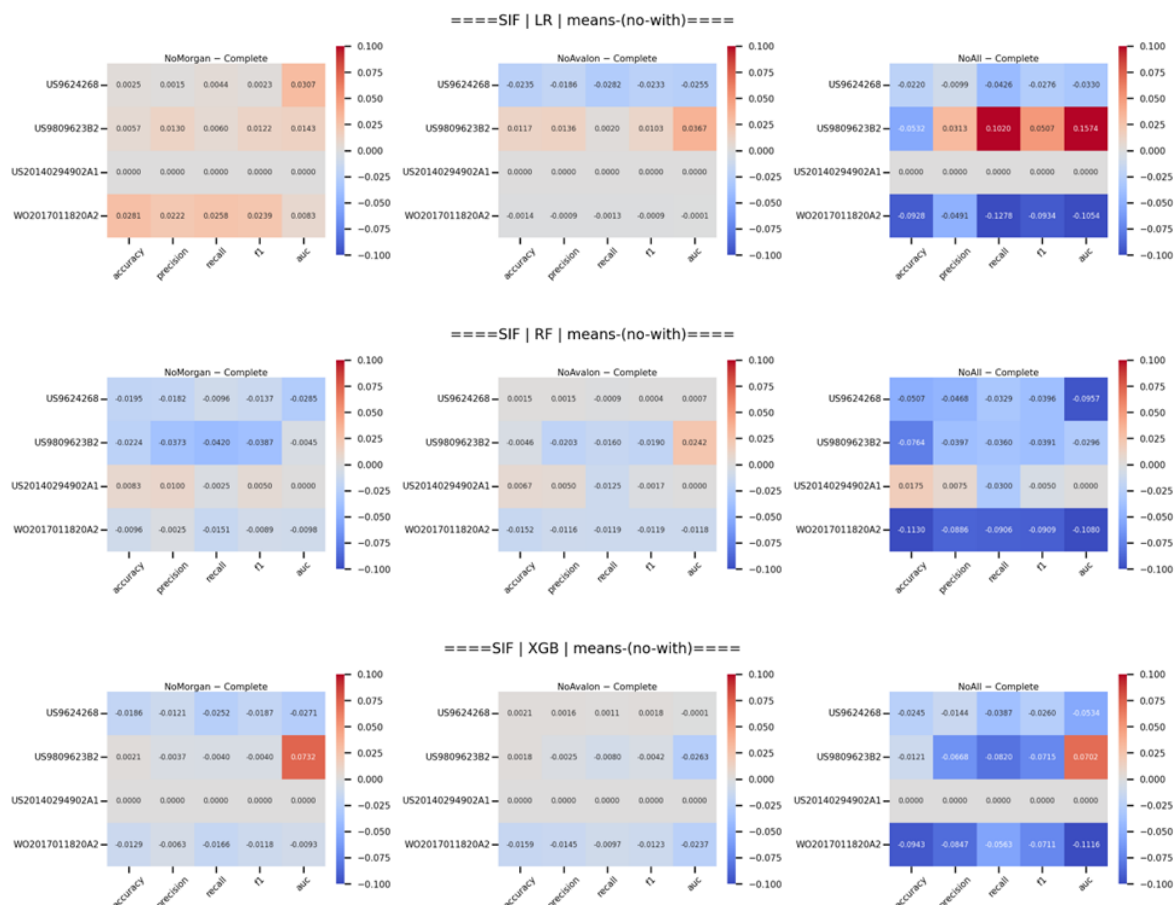 ====SIF | LR | means-(no-with)====
NoMorgan − Complete
US9624268 0.0025 0.0015 0.0044 0.0023 0.0307
US9809623B2 0.0057 0.0130 0.0060 0.0122 0.0143
US20140294902A1 0.0000 0.0000 0.0000 0.0000 0.0000
WO2017011820A2 0.0281 0.0222 0.0258 0.0239 0.0083
accuracy precision recall f1 auc
0.100
0.075
0.050
0.025
0.000
−0.025
−0.050
−0.075
−0.100
NoAvalon − Complete
US9624268 -0.0235 -0.0186 -0.0282 -0.0233 -0.0255
US9809623B2 0.0117 0.0136 0.0020 0.0103 0.0367
US20140294902A1 0.0000 0.0000 0.0000 0.0000 0.0000
WO2017011820A2 -0.0014 -0.0009 -0.0013 -0.0009 -0.0001
accuracy precision recall f1 auc
0.100
0.075
0.050
0.025
0.000
−0.025
−0.050
−0.075
−0.100
NoAll − Complete
US9624268 -0.0220 -0.0099 -0.0426 -0.0276 -0.0330
US9809623B2 -0.0532 0.0313 0.1020 0.0507 0.1574
US20140294902A1 0.0000 0.0000 0.0000 0.0000 0.0000
WO2017011820A2 -0.0928 -0.0491 -0.1278 -0.0934 -0.1054
accuracy precision recall f1 auc
0.100
0.075
0.050
0.025
0.000
−0.025
−0.050
−0.075
−0.100
====SIF | RF | means-(no-with)====
NoMorgan − Complete
US9624268 -0.0195 -0.0182 -0.0096 -0.0137 -0.0285
US9809623B2 -0.0224 -0.0373 -0.0420 -0.0387 -0.0045
US20140294902A1 0.0083 0.0100 -0.0025 0.0050 0.0000
WO2017011820A2 -0.0096 -0.0025 -0.0151 -0.0089 -0.0098
accuracy precision recall f1 auc
0.100
0.075
0.050
0.025
0.000
−0.025
−0.050
−0.075
−0.100
NoAvalon − Complete
US9624268 0.0015 0.0015 -0.0009 0.0004 0.0007
US9809623B2 -0.0046 -0.0203 -0.0160 -0.0190 0.0242
US20140294902A1 0.0067 0.0050 -0.0125 -0.0017 0.0000
WO2017011820A2 -0.0152 -0.0116 -0.0119 -0.0119 -0.0118
accuracy precision recall f1 auc
0.100
0.075
0.050
0.025
0.000
−0.025
−0.050
−0.075
−0.100
NoAll − Complete
US9624268 -0.0507 -0.0468 -0.0329 -0.0396 -0.0957
US9809623B2 -0.0764 -0.0397 -0.0360 -0.0391 -0.0296
US20140294902A1 0.0175 0.0075 -0.0300 -0.0050 0.0000
WO2017011820A2 -0.1130 -0.0886 -0.0906 -0.0909 -0.1080
accuracy precision recall f1 auc
0.100
0.075
0.050
0.025
0.000
−0.025
−0.050
−0.075
−0.100
====SIF | XGB | means-(no-with)====
NoMorgan − Complete
US9624268 -0.0186 -0.0121 -0.0252 -0.0187 -0.0271
US9809623B2 0.0021 -0.0037 -0.0040 -0.0040 0.0732
US20140294902A1 0.0000 0.0000 0.0000 0.0000 0.0000
WO2017011820A2 -0.0129 -0.0063 -0.0166 -0.0118 -0.0093
accuracy precision recall f1 auc
0.100
0.075
0.050
0.025
0.000
−0.025
−0.050
−0.075
−0.100
NoAvalon − Complete
US9624268 0.0021 0.0016 0.0011 0.0018 -0.0001
US9809623B2 0.0018 -0.0025 -0.0080 -0.0042 -0.0263
US20140294902A1 0.0000 0.0000 0.0000 0.0000 0.0000
WO2017011820A2 -0.0159 -0.0145 -0.0097 -0.0123 -0.0237
accuracy precision recall f1 auc
0.100
0.075
0.050
0.025
0.000
−0.025
−0.050
−0.075
−0.100
NoAll − Complete
US9624268 -0.0245 -0.0144 -0.0387 -0.0260 -0.0534
US9809623B2 -0.0121 -0.0668 -0.0820 -0.0715 0.0702
US20140294902A1 0.0000 0.0000 0.0000 0.0000 0.0000
WO2017011820A2 -0.0943 -0.0847 -0.0563 -0.0711 -0.1116
accuracy precision recall f1 auc
0.100
0.075
0.050
0.025
0.000
−0.025
−0.050
−0.075
−0.100